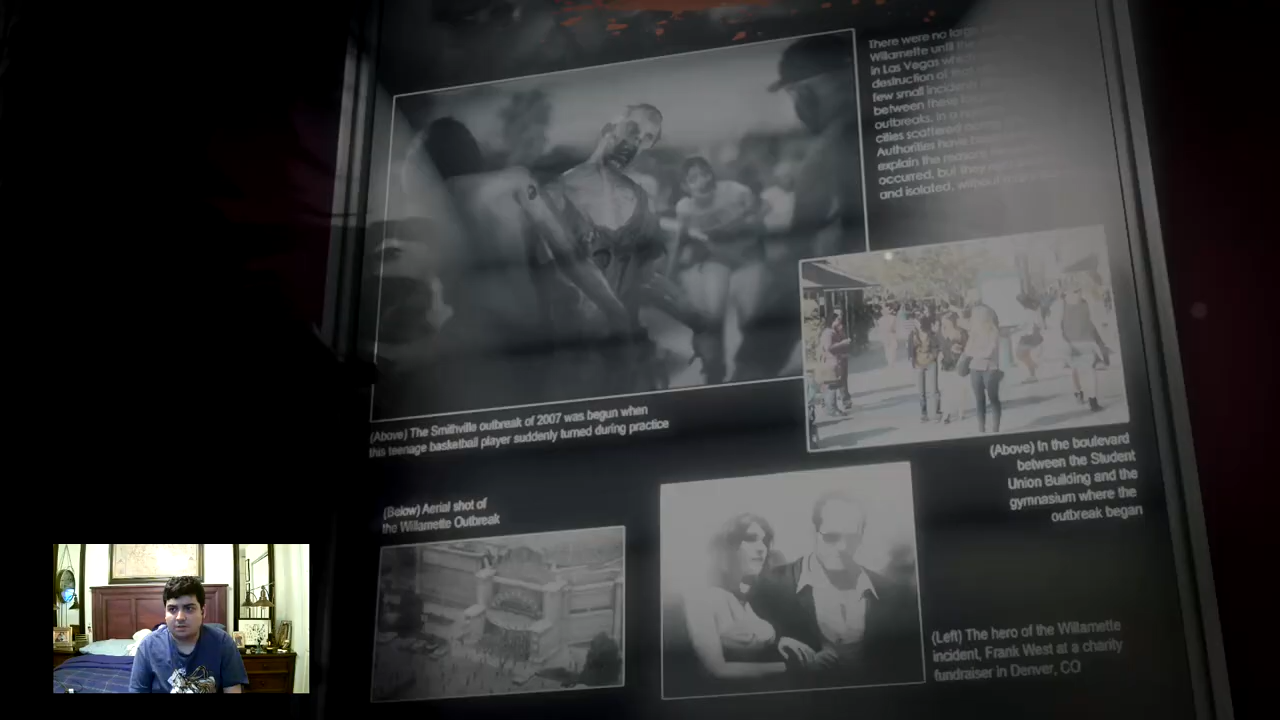 There were no large
Willamette until the
in Las Vegas which
destruction of that
few small incidents
between these
outbreaks. In a
cities scattered
Authorities have
explain the reasons
occurred, but they
and isolated, without
(Above) The Smithville outbreak of 2007 was begun when
this teenage basketball player suddenly turned during practice
(Above) In the boulevard
between the Student
Union Building and the
gymnasium where the
outbreak began
(Below) Aerial shot of
the Willamette Outbreak
(Left) The hero of the Willamette
incident, Frank West at a charity
fundraiser in Denver, CO